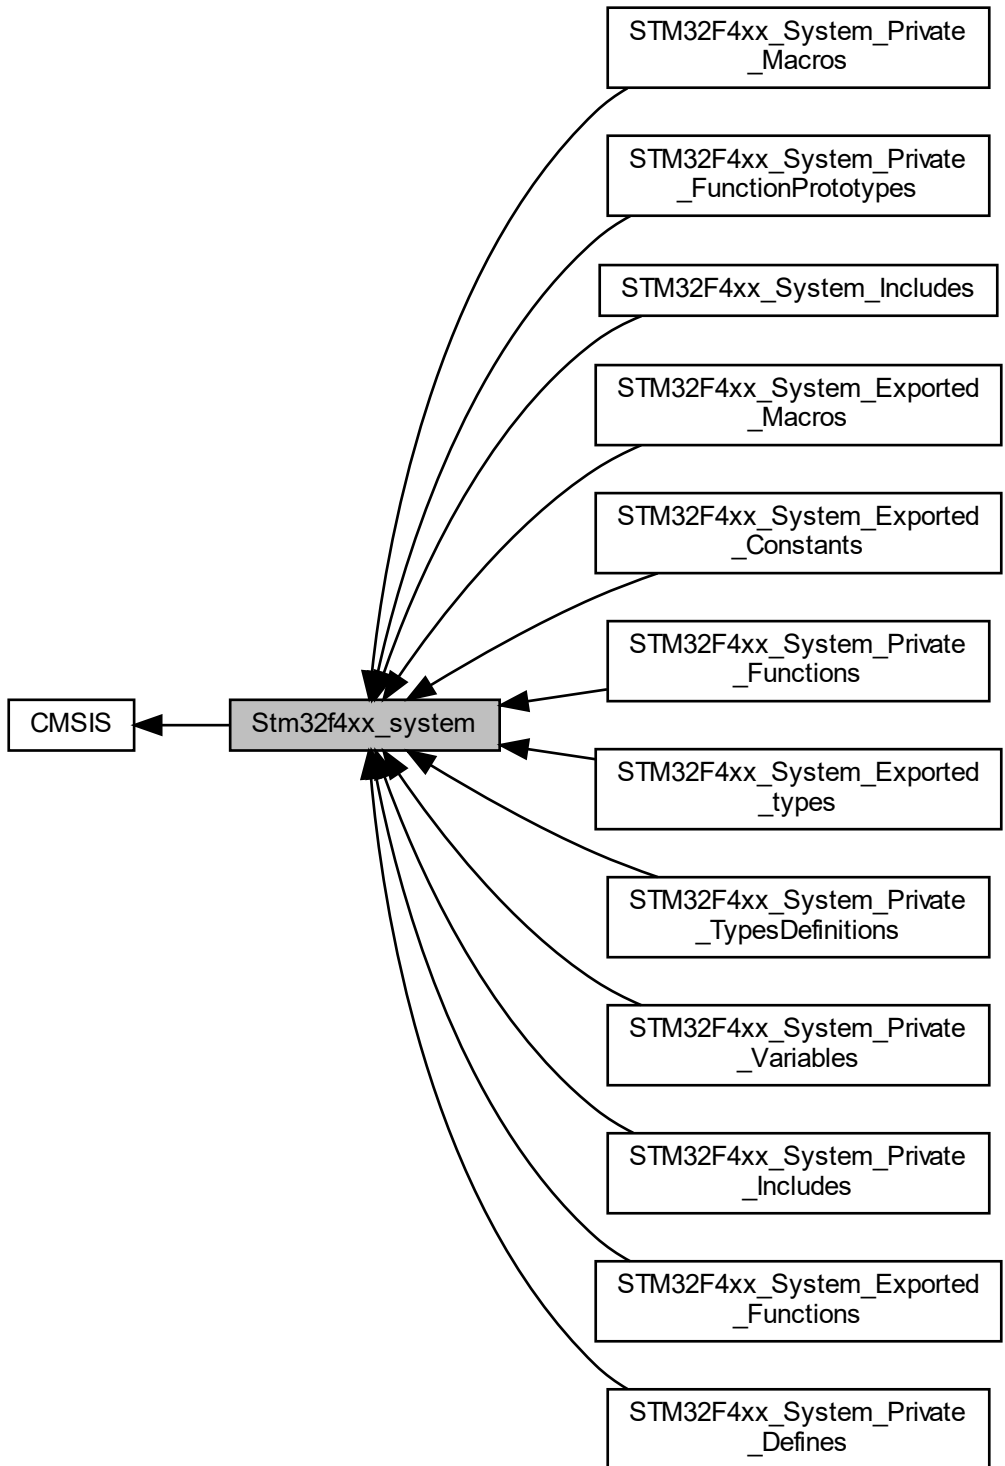 STM32F4xx_System_Private
_Macros
STM32F4xx_System_Private
_FunctionPrototypes
STM32F4xx_System_Includes
STM32F4xx_System_Exported
_Macros
STM32F4xx_System_Exported
_Constants
STM32F4xx_System_Private
_Functions
CMSIS
Stm32f4xx_system
STM32F4xx_System_Exported
_types
STM32F4xx_System_Private
_TypesDefinitions
STM32F4xx_System_Private
_Variables
STM32F4xx_System_Private
_Includes
STM32F4xx_System_Exported
_Functions
STM32F4xx_System_Private
_Defines